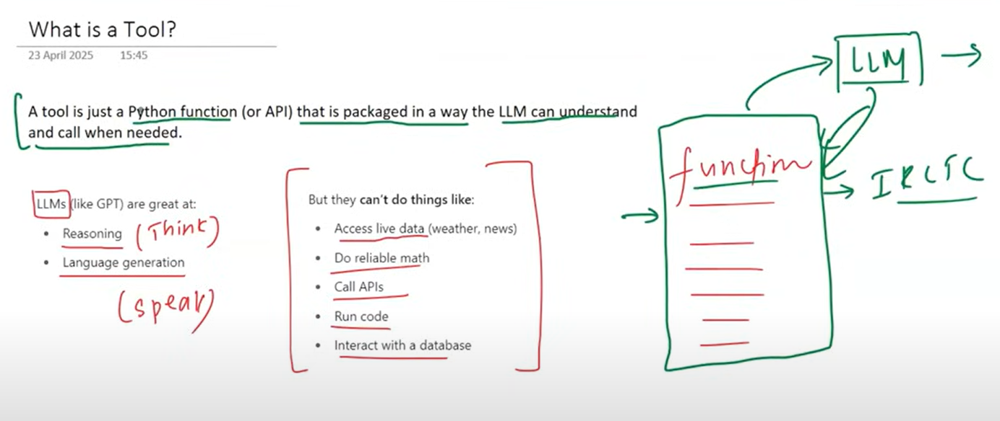 What is a Tool?
23 April 2025 15:45
A tool is just a Python function (or API) that is packaged in a way the LLM can understand
and call when needed.
LLMs (like GPT) are great at:
• Reasoning (Think)
• Language generation
(speak)
But they can't do things like:
• Access live data (weather, news)
• Do reliable math
• Call APIs
• Run code
• Interact with a database
LLM
function
IRCTC